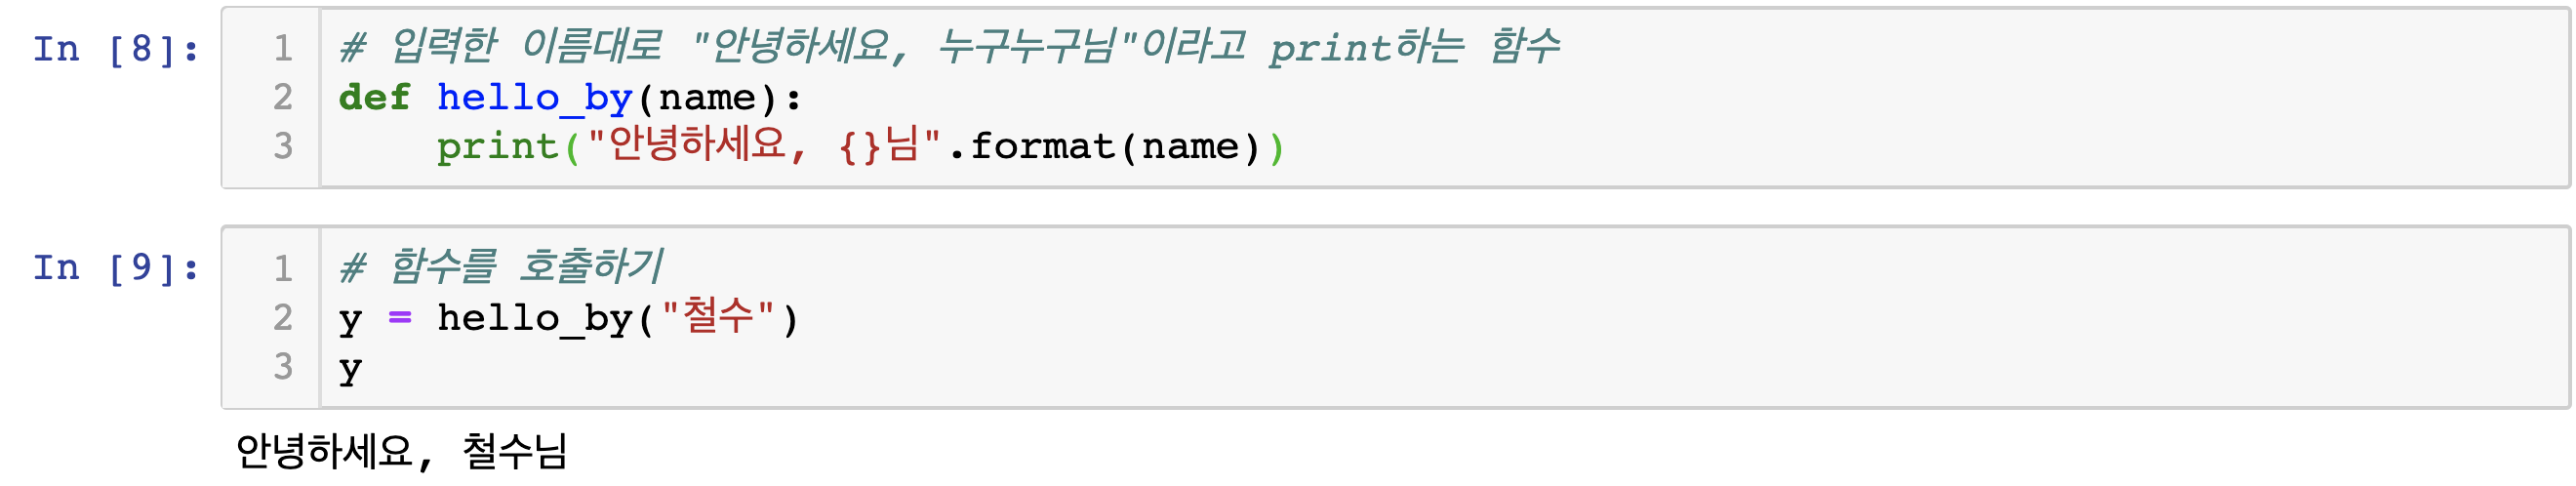 In [8]:
1 # 입력한 이름대로 "안녕하세요, 누구누구님"이라고 print하는 함수
2 def hello_by(name):
3     print("안녕하세요, {}님".format(name))
In [9]:
1 # 함수를 호출하기
2 y = hello_by("철수")
3 y
안녕하세요, 철수님